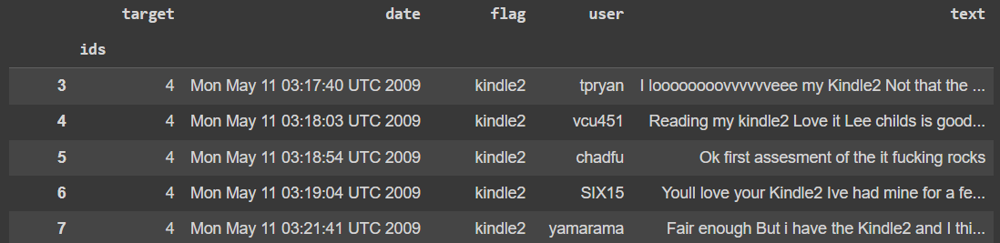 target date flag user text
ids
3 4 Mon May 11 03:17:40 UTC 2009 kindle2 tpryan I loooooooovvvvvveee my Kindle2 Not that the ...
4 4 Mon May 11 03:18:03 UTC 2009 kindle2 vcu451 Reading my kindle2 Love it Lee childs is good...
5 4 Mon May 11 03:18:54 UTC 2009 kindle2 chadfu Ok first assesment of the it fucking rocks
6 4 Mon May 11 03:19:04 UTC 2009 kindle2 SIX15 Youll love your Kindle2 Ive had mine for a fe...
7 4 Mon May 11 03:21:41 UTC 2009 kindle2 yamarama Fair enough But i have the Kindle2 and I thi...